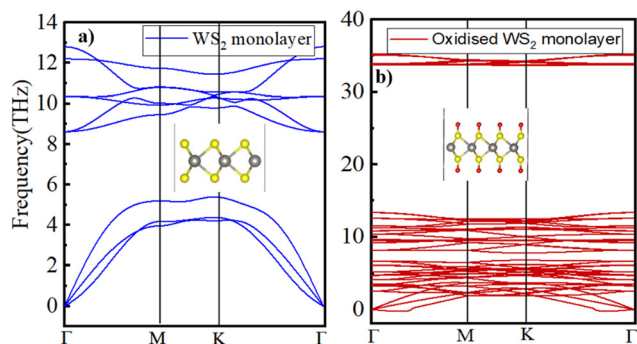 a)
WS₂ monolayer
Frequency(THz)
14
12
10
8
6
4
2
0
Γ
M
K
Γ
b)
Oxidised WS₂ monolayer
40
30
20
10
0
Γ
M
K
Γ